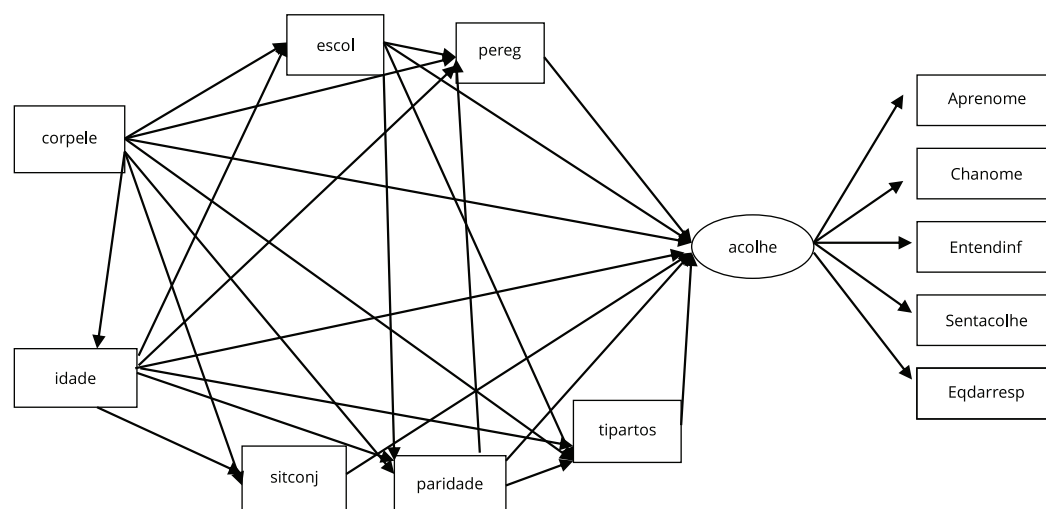 escol
pereg
corpele
Aprenome
Chanome
acolhe
Entendinf
Sentacolhe
idade
Eqdarresp
tipartos
sitconj
paridade